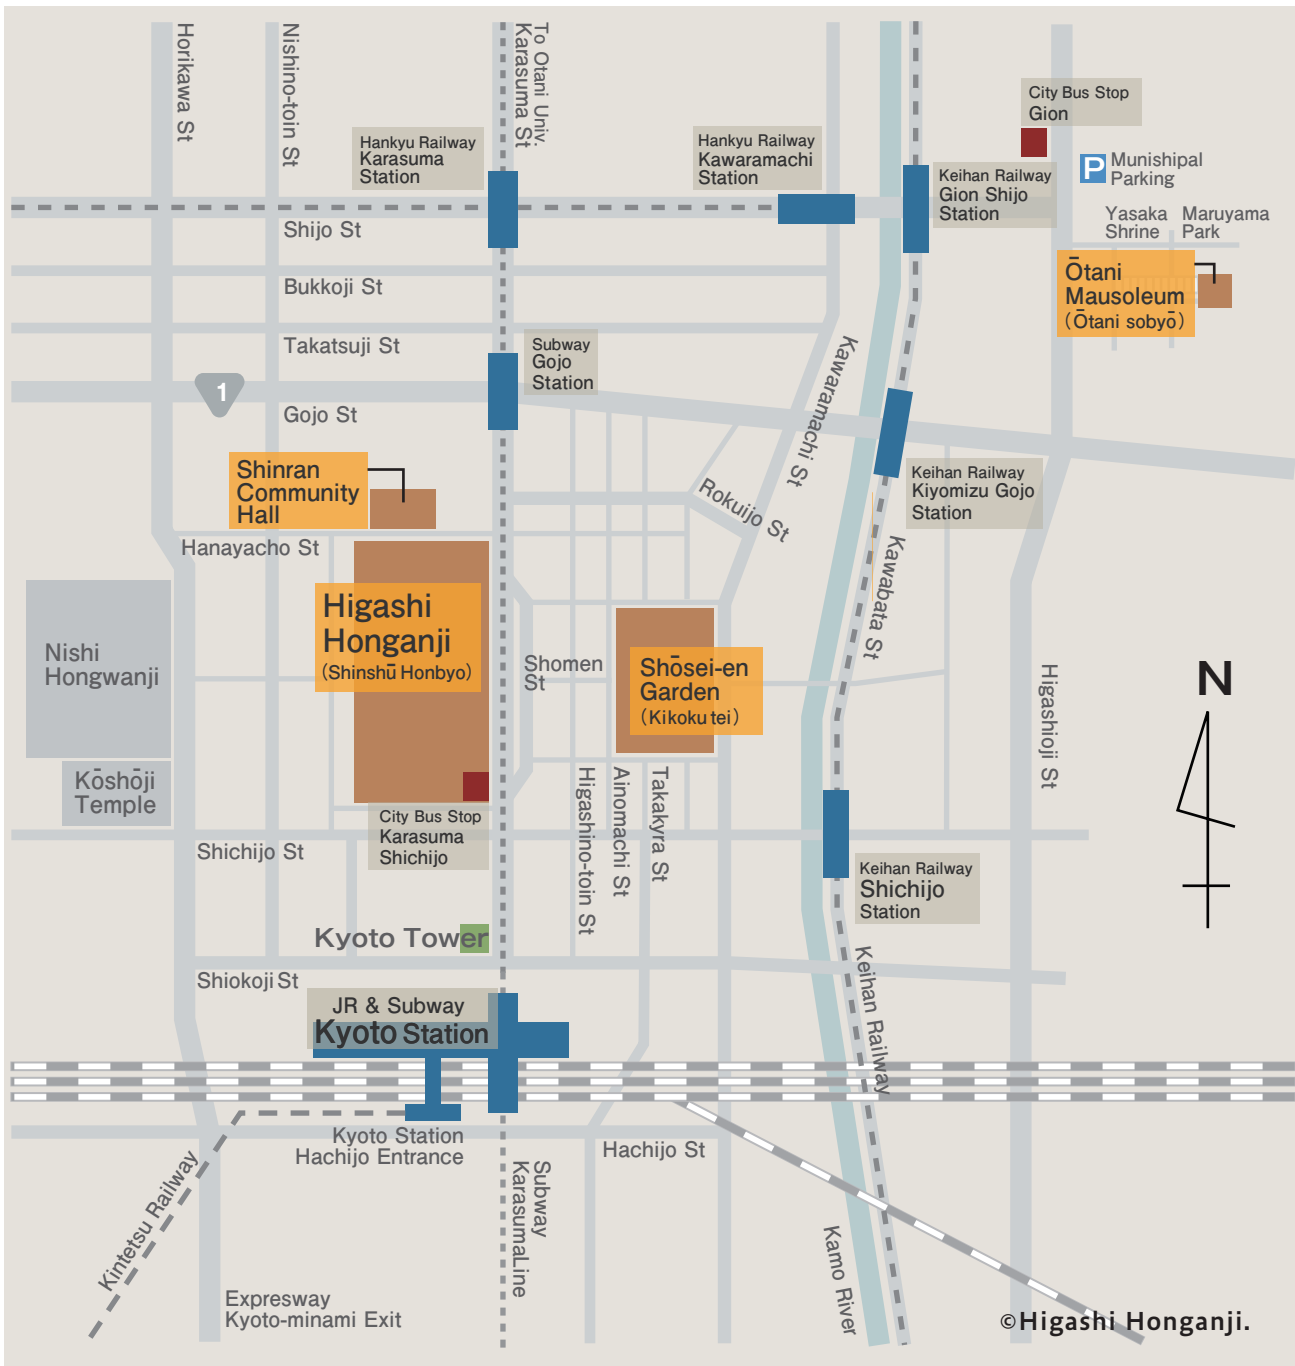 Horikawa St
Nishino-toin St
To Otani Univ.
Karasuma St
Hankyu Railway
Karasuma
Station
Hankyu Railway
Kawaramachi
Station
City Bus Stop
Gion
P
Munishipal
Parking
Keihan Railway
Gion Shijo
Station
Yasaka
Shrine
Maruyama
Park
Shijo St
Bukkoji St
Ōtani
Mausoleum
(Ōtani sobyō)
Takatsuji St
Subway
Gojo
Station
Kawaramachi St
1
Gojo St
Shinran
Community
Hall
Keihan Railway
Kiyomizu Gojo
Station
Rokuijo St
Hanayacho St
Kawabata St
Higashi
Honganji
(Shinshū Honbyo)
Nishi
Hongwanji
Shomen
St
Shōsei-en
Garden
(Kikoku tei)
Higashioji St
N
Kōshōji
Temple
Higashino-toin St
Ainomachi St
Takakyra St
City Bus Stop
Karasuma
Shichijo
Shichijo St
Keihan Railway
Shichijo
Station
Kyoto Tower
Shiokoji St
Keihan Railway
JR & Subway
Kyoto Station
Kyoto Station
Hachijo Entrance
Hachijo St
Kintetsu Railway
Subway
KarasumaLine
Kamo River
Expresway
Kyoto-minami Exit
©Higashi Honganji.